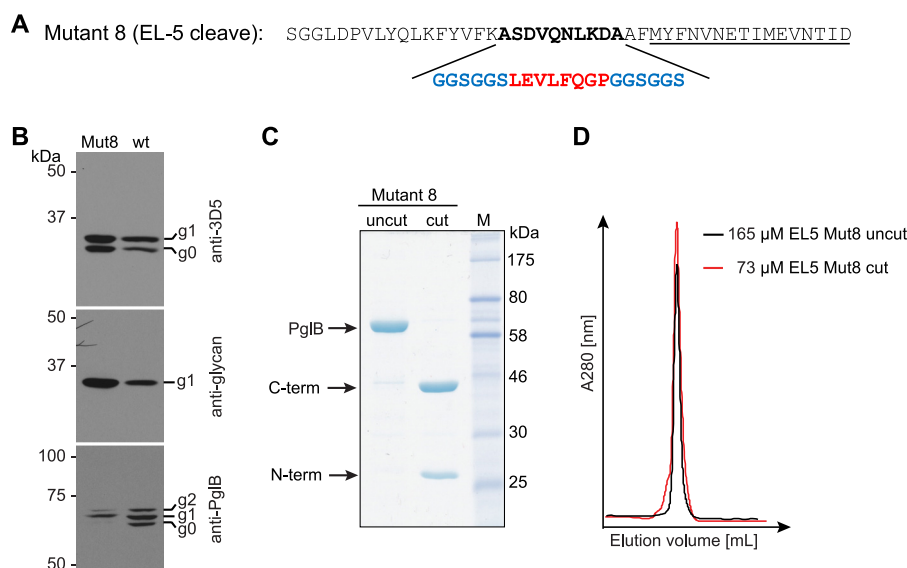 A
Mutant 8 (EL-5 cleave): SGGLDPVLYQLKFYVFKASDVQNLKDAAFMYFNVNETIMEVNTID
GGSGGSLEVLFQGPGGSGGS
B
Mut8 wt
kDa
50
37
g1
g0
anti-3D5
50
37
g1
anti-glycan
100
75
50
g2
g1
g0
anti-PglB
C
Mutant 8
uncut cut M
kDa
175
80
PglB
58
46
C-term
30
N-term
25
D
165 µM EL5 Mut8 uncut
73 µM EL5 Mut8 cut
A280 [nm]
Elution volume [mL]